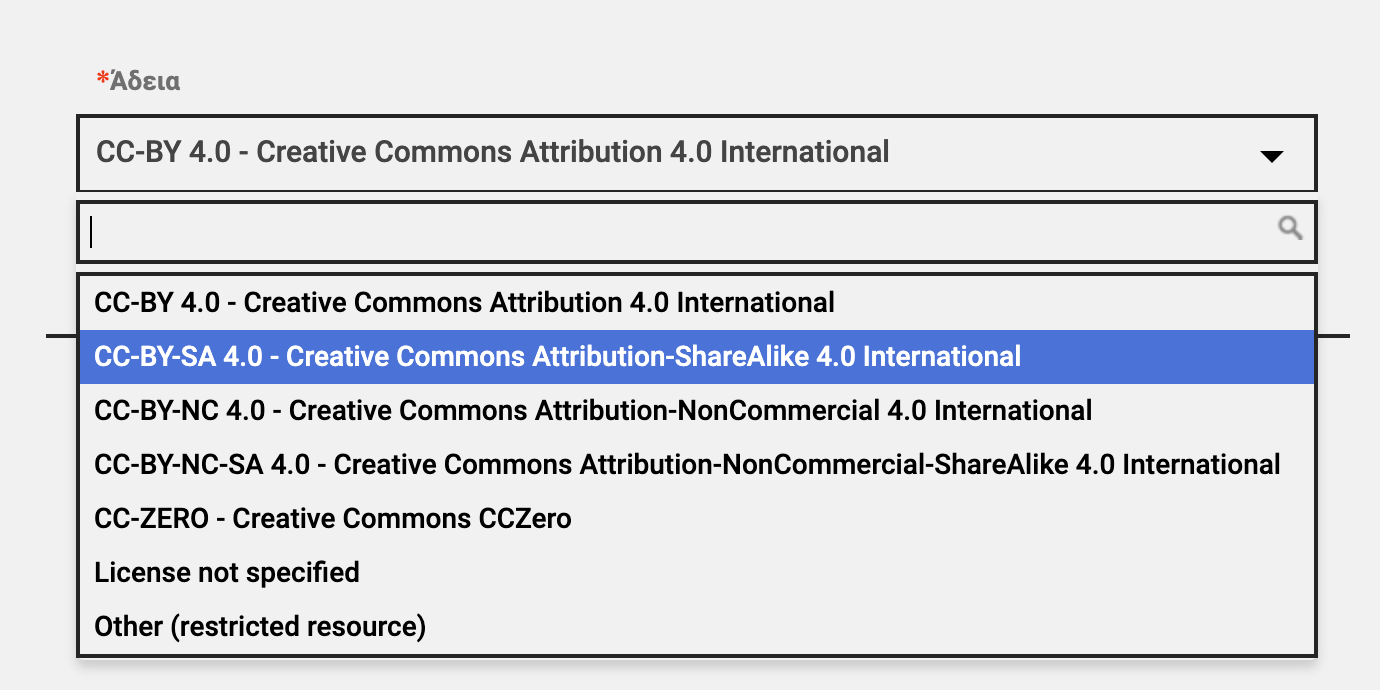 *Άδεια
CC-BY 4.0 - Creative Commons Attribution 4.0 International
CC-BY 4.0 - Creative Commons Attribution 4.0 International
CC-BY-SA 4.0 - Creative Commons Attribution-ShareAlike 4.0 International
CC-BY-NC 4.0 - Creative Commons Attribution-NonCommercial 4.0 International
CC-BY-NC-SA 4.0 - Creative Commons Attribution-NonCommercial-ShareAlike 4.0 International
CC-ZERO - Creative Commons CCZero
License not specified
Other (restricted resource)